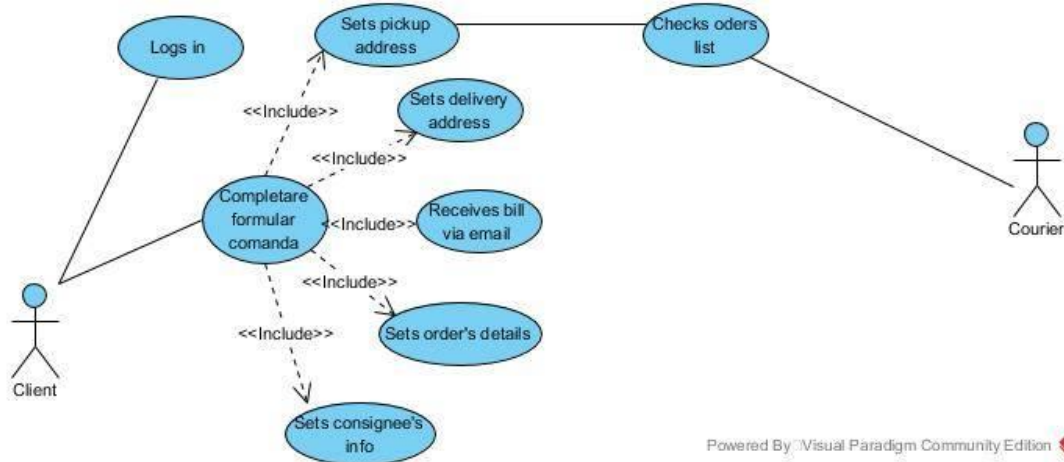 Sets pickup
address
Checks oders
list
Logs in
<<Include>>
Sets delivery
address
<<Include>>
Completare
formular
comanda
<<Include>>
Receives bill
via email
Courier
<<Include>>
Sets order's details
<<Include>>
Client
Sets consignee's
info
Powered By Visual Paradigm Community Edition